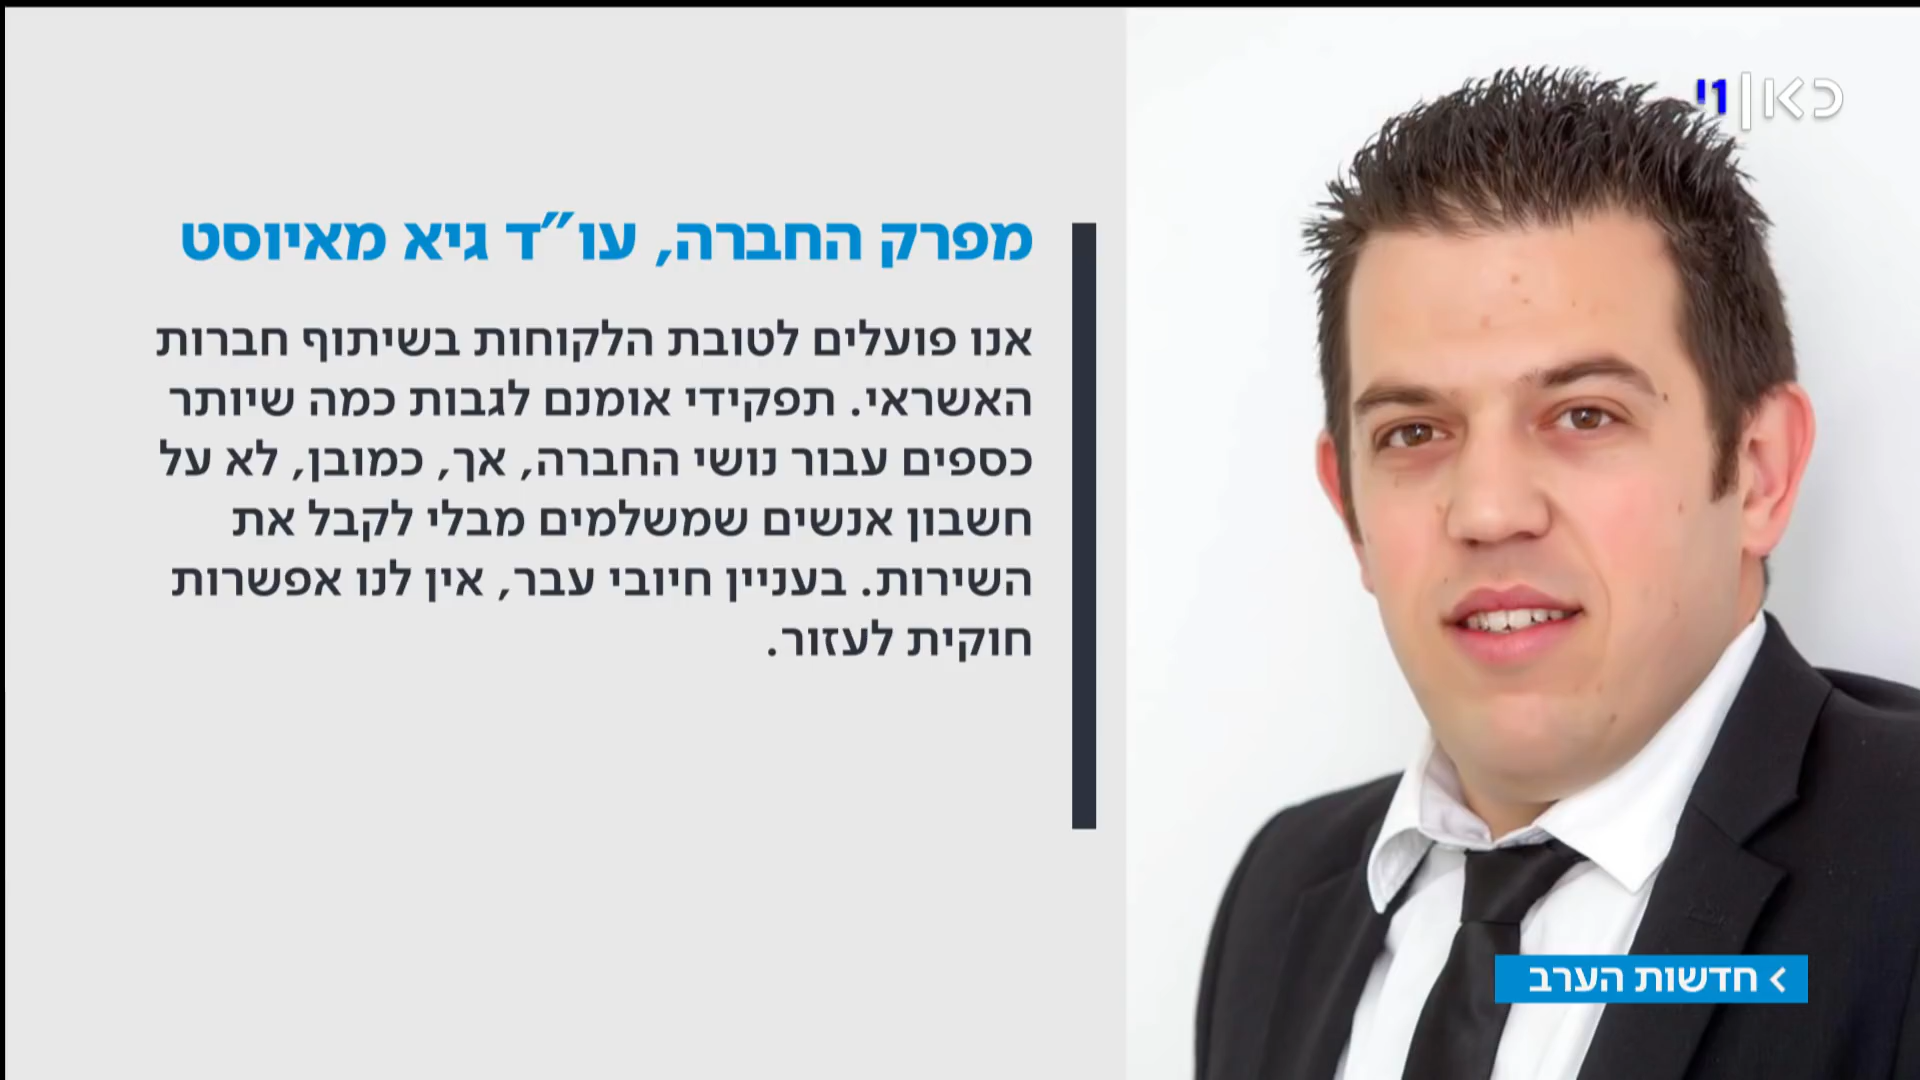 כאן|11
מפרק החברה, עו״ד גיא מאיוסט
אנו פועלים לטובת הלקוחות בשיתוף חברות
האשראי. תפקידי אומנם לגבות כמה שיותר
כספים עבור נושי החברה, אך, כמובן, לא על
חשבון אנשים שמשלמים מבלי לקבל את
השירות. בעניין חיובי עבר, אין לנו אפשרות
חוקית לעזור.
חדשות הערב